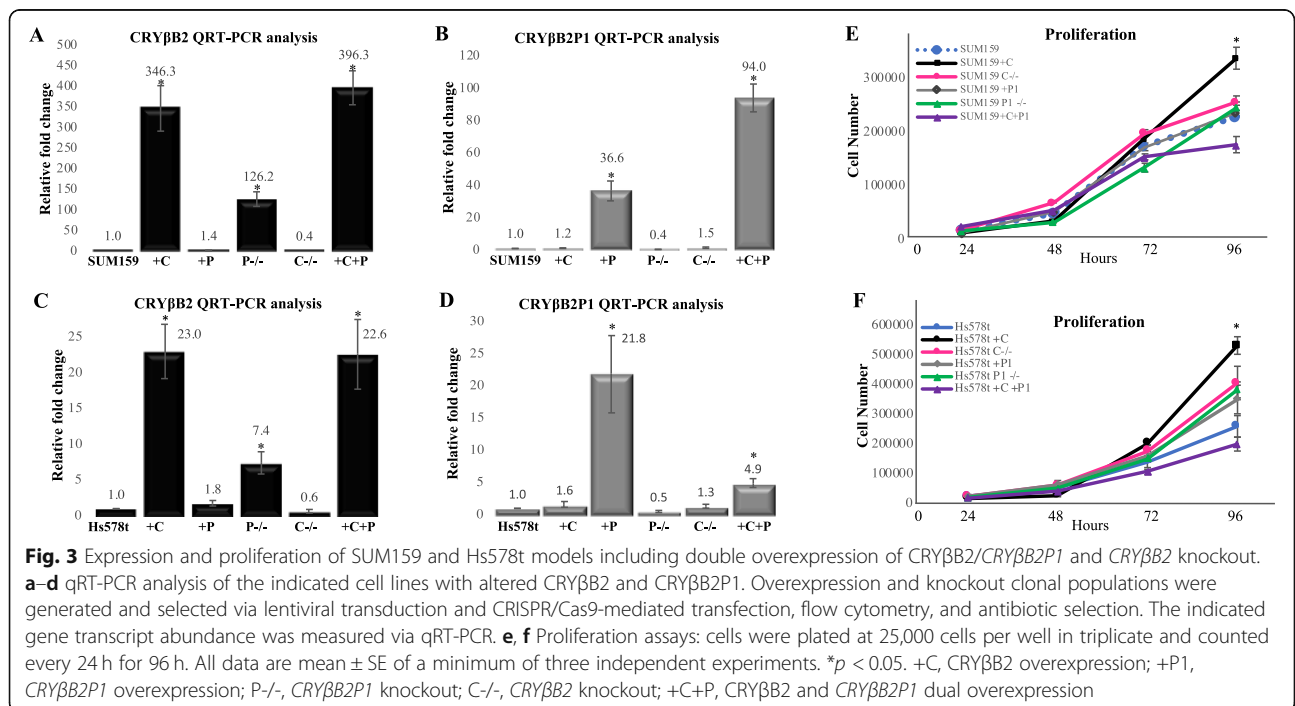 A
CRYβB2 QRT-PCR analysis
Relative fold change
500
450
400
350
300
250
200
150
100
50
0
1.0
346.3
*
1.4
126.2
*
0.4
396.3
*
SUM159 +C +P P-/- C-/- +C+P
B
CRYβB2P1 QRT-PCR analysis
Relative fold change
120
100
80
60
40
20
0
1.0
1.2
36.6
*
0.4
1.5
94.0
*
SUM159 +C +P P-/- C-/- +C+P
E
Proliferation
SUM159
SUM159+C
SUM159 C-/-
SUM159 +P1
SUM159 P1 -/-
SUM159+C+P1
*
Cell Number
300000
200000
100000
0
24 48 72 96
Hours
C
CRYβB2 QRT-PCR analysis
Relative fold change
25
20
15
10
5
0
1.0
*
23.0
1.8
7.4
*
0.6
*
22.6
Hs578t +C +P P-/- C-/- +C+P
D
CRYβB2P1 QRT-PCR analysis
Relative fold change
30
25
20
15
10
5
0
1.0
1.6
*
21.8
0.5
1.3
*
4.9
Hs578t +C +P P-/- C-/- +C+P
F
Proliferation
Hs578t
Hs578t +C
Hs578t C-/-
Hs578t +P1
Hs578t P1 -/-
Hs578t +C +P1
*
Cell Number
600000
500000
400000
300000
200000
100000
0
0 24 48 72 96
Hours
Fig. 3 Expression and proliferation of SUM159 and Hs578t models including double overexpression of CRYβB2/CRYβB2P1 and CRYβB2 knockout.
a–d qRT-PCR analysis of the indicated cell lines with altered CRYβB2 and CRYβB2P1. Overexpression and knockout clonal populations were
generated and selected via lentiviral transduction and CRISPR/Cas9-mediated transfection, flow cytometry, and antibiotic selection. The indicated
gene transcript abundance was measured via qRT-PCR. e, f Proliferation assays: cells were plated at 25,000 cells per well in triplicate and counted
every 24 h for 96 h. All data are mean ± SE of a minimum of three independent experiments. *p < 0.05. +C, CRYβB2 overexpression; +P1,
CRYβB2P1 overexpression; P-/-, CRYβB2P1 knockout; C-/-, CRYβB2 knockout; +C+P, CRYβB2 and CRYβB2P1 dual overexpression